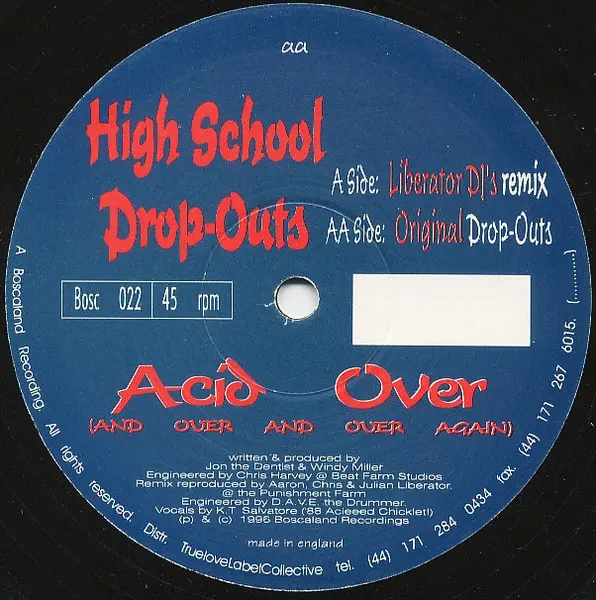 aa
High School
Drop-Outs
A Side: Liberator DJ's remix
AA Side: Original Drop-Outs
Bosc 022 45 rpm
Acid Over
(AND OVER AND OVER AGAIN)
written & produced by
Jon the Dentist & Windy Miller
Engineered by Chris Harvey @ Beat Farm Studios
Remix reproduced by Aaron, Chris & Julian Liberator.
@ the Punishment Farm
Engineered by D.A.V.E. the Drummer.
Vocals by K.T. Salvatore ('88 Acieeed Chicklet!)
(p) & (c) 1996 Boscaland Recordings
made in england
A Boscaland Recording. All rights reserved. Distr. TrueloveLabelCollective tel. (44) 171 284 0434 fax. (44) 171 267 6015. (...........)